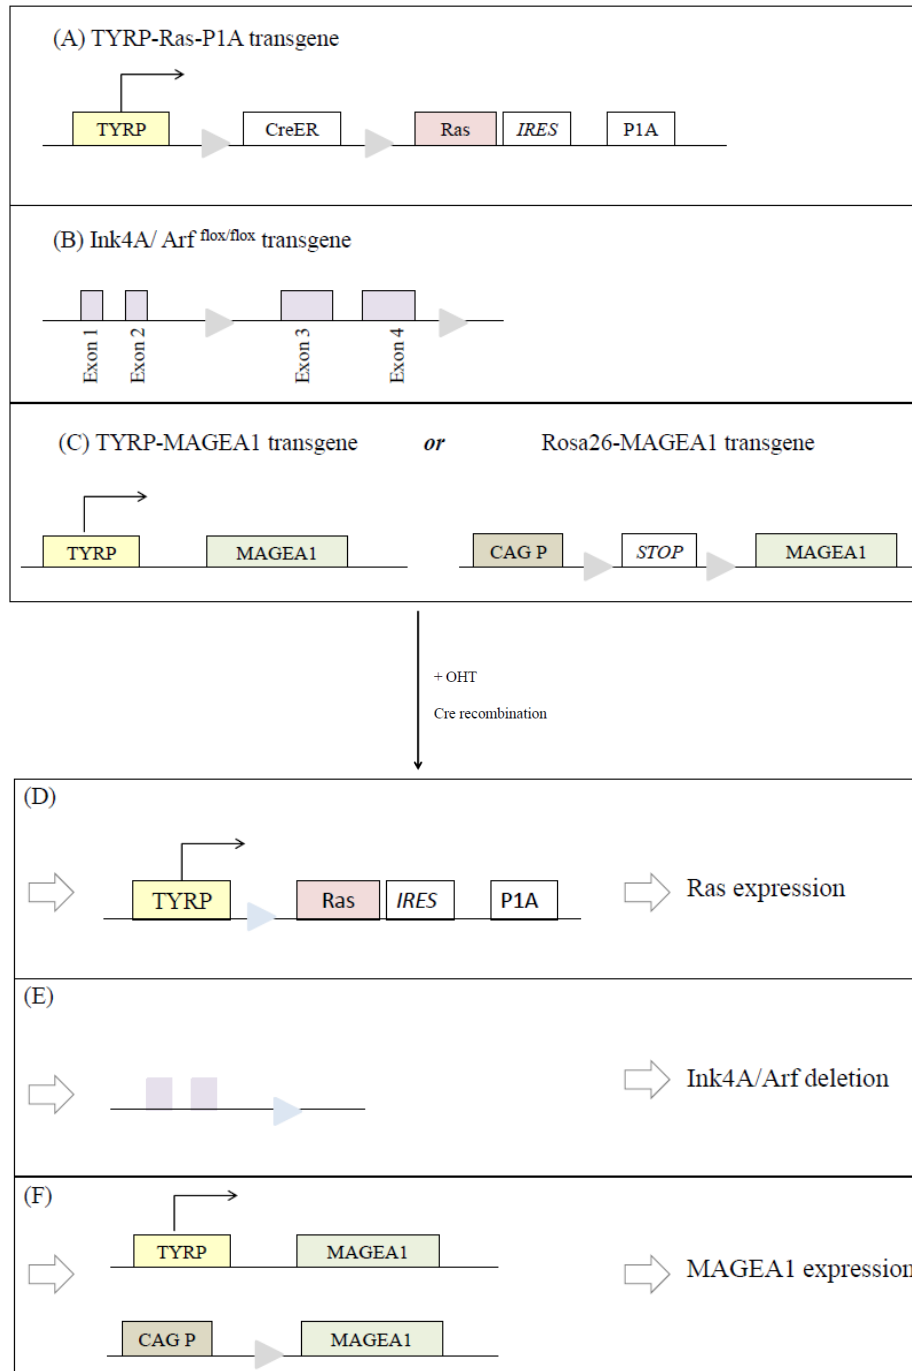 (A) TYRP-Ras-P1A transgene
TYRP CreER Ras IRES P1A
(B) Ink4A/ Arf flox/flox transgene
Exon 1 Exon 2 Exon 3 Exon 4
(C) TYRP-MAGEA1 transgene or Rosa26-MAGEA1 transgene
TYRP MAGEA1 CAG P STOP MAGEA1
+ OHT
Cre recombination
(D)
TYRP Ras IRES P1A Ras expression
(E)
Ink4A/Arf deletion
(F)
TYRP MAGEA1 MAGEA1 expression
CAG P MAGEA1